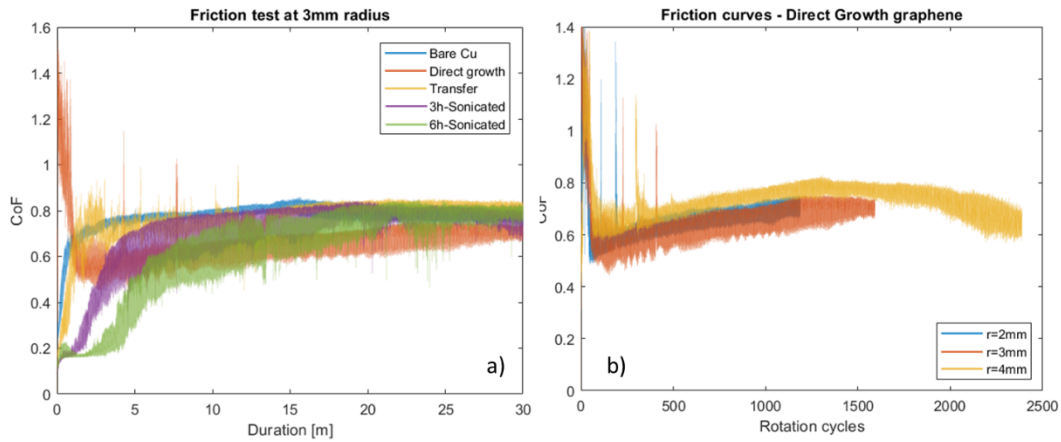 Friction test at 3mm radius
1.6
1.4
1.2
1
0.8
0.6
0.4
0.2
0
CoF
Bare Cu
Direct growth
Transfer
3h-Sonicated
6h-Sonicated
a)
0 5 10 15 20 25 30
Duration [m]
Friction curves - Direct Growth graphene
1.4
1.2
1
0.8
0.6
0.4
0.2
0
CoF
r=2mm
r=3mm
r=4mm
b)
0 500 1000 1500 2000 2500
Rotation cycles